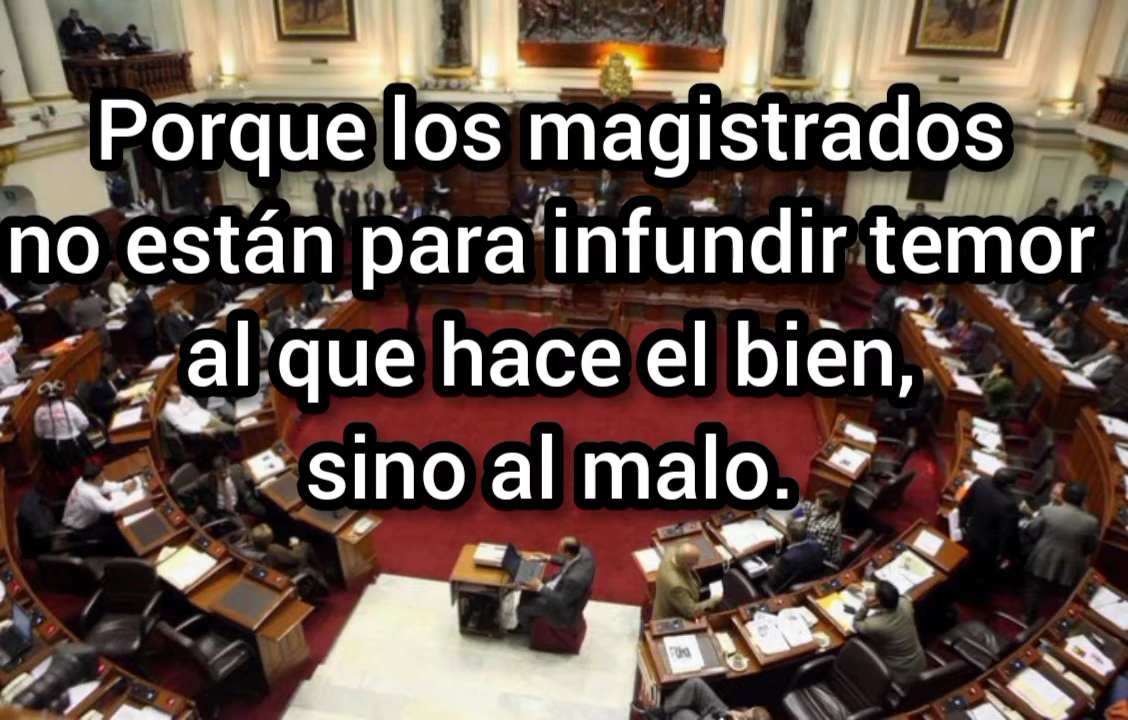 Porque los magistrados
no están para infundir temor
al que hace el bien,
sino al malo.